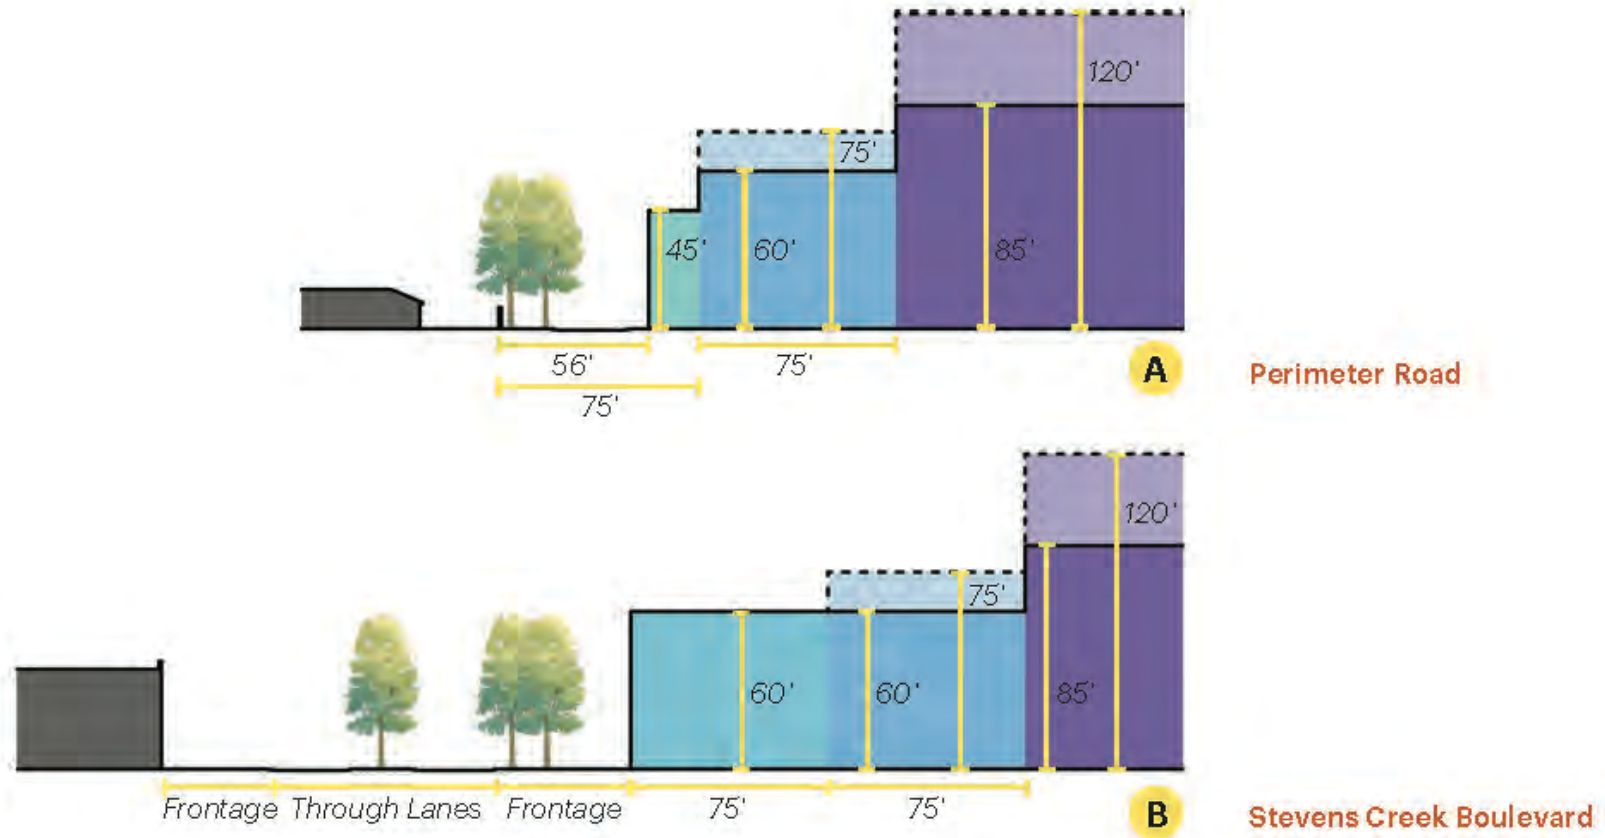 120'
75'
45'
60'
85'
56'
75'
75'
A
Perimeter Road
120'
75'
60'
60'
85'
Frontage
Through Lanes
Frontage
75'
75'
B
Stevens Creek Boulevard